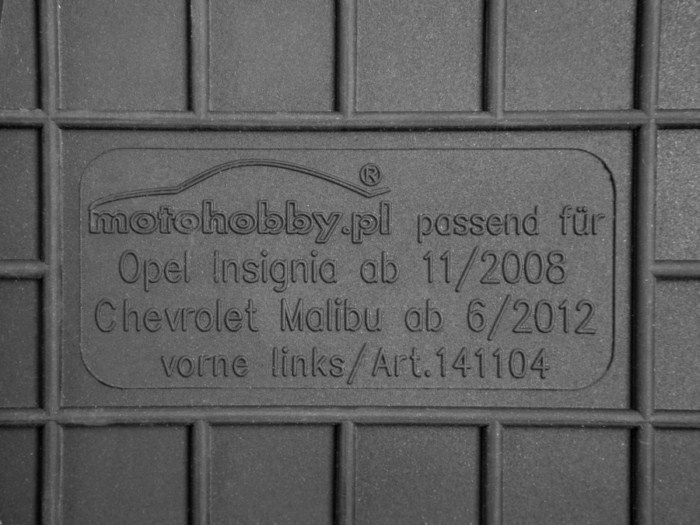 ®
motohobby.pl passend für
Opel Insignia ab 11/2008
Chevrolet Malibu ab 6/2012
vorne links/Art.141104